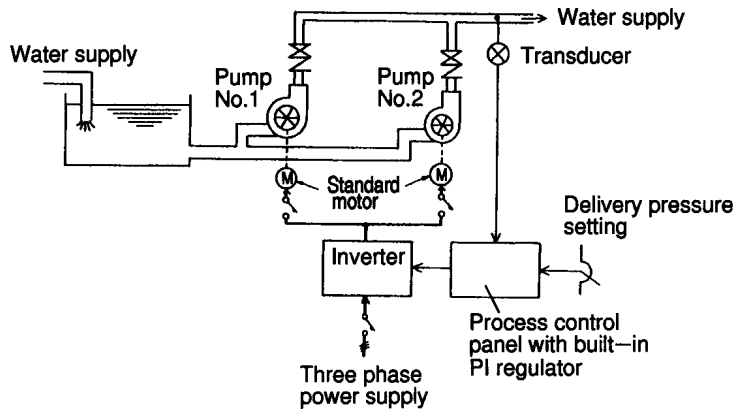 Water supply
Water supply
Transducer
Pump
No.1
Pump
No.2
M
Standard
motor
M
Delivery pressure
setting
Inverter
Process control
panel with built-in
PI regulator
Three phase
power supply